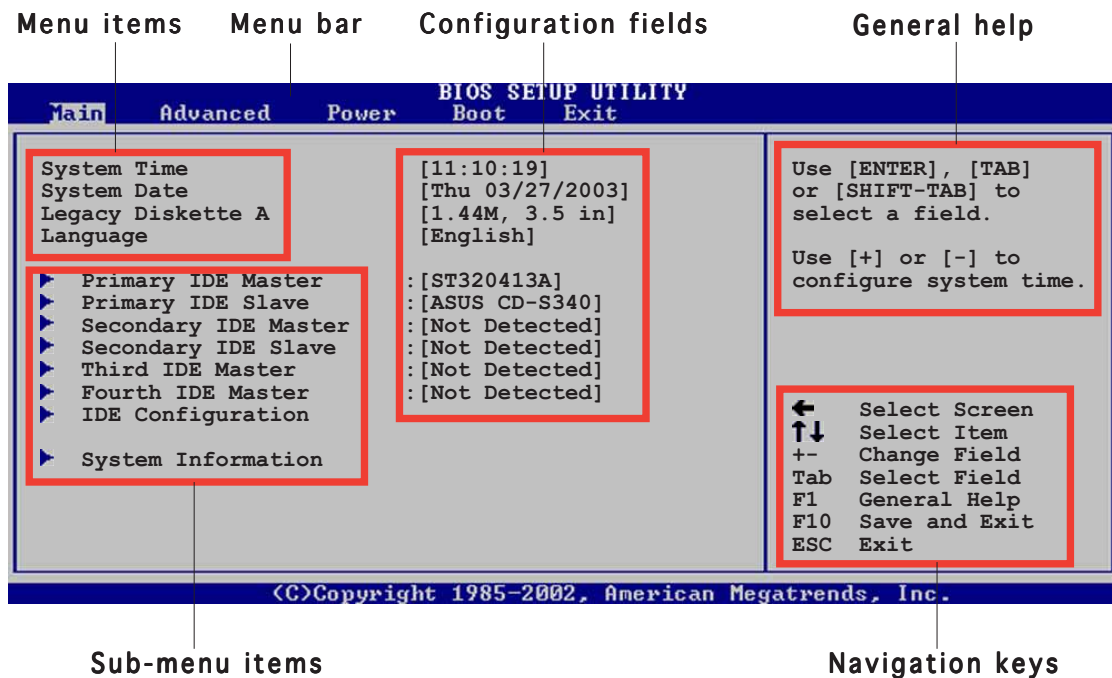 Menu items Menu bar Configuration fields General help
BIOS SETUP UTILITY
Main Advanced Power Boot Exit
System Time [11:10:19]
System Date [Thu 03/27/2003]
Legacy Diskette A [1.44M, 3.5 in]
Language [English]
Primary IDE Master :[ST320413A]
Primary IDE Slave :[ASUS CD-S340]
Secondary IDE Master :[Not Detected]
Secondary IDE Slave :[Not Detected]
Third IDE Master :[Not Detected]
Fourth IDE Master :[Not Detected]
IDE Configuration
System Information
Use [ENTER], [TAB]
or [SHIFT-TAB] to
select a field.
Use [+] or [-] to
configure system time.
← Select Screen
↑↓ Select Item
+- Change Field
Tab Select Field
F1 General Help
F10 Save and Exit
ESC Exit
(C)Copyright 1985-2002, American Megatrends, Inc.
Sub-menu items Navigation keys